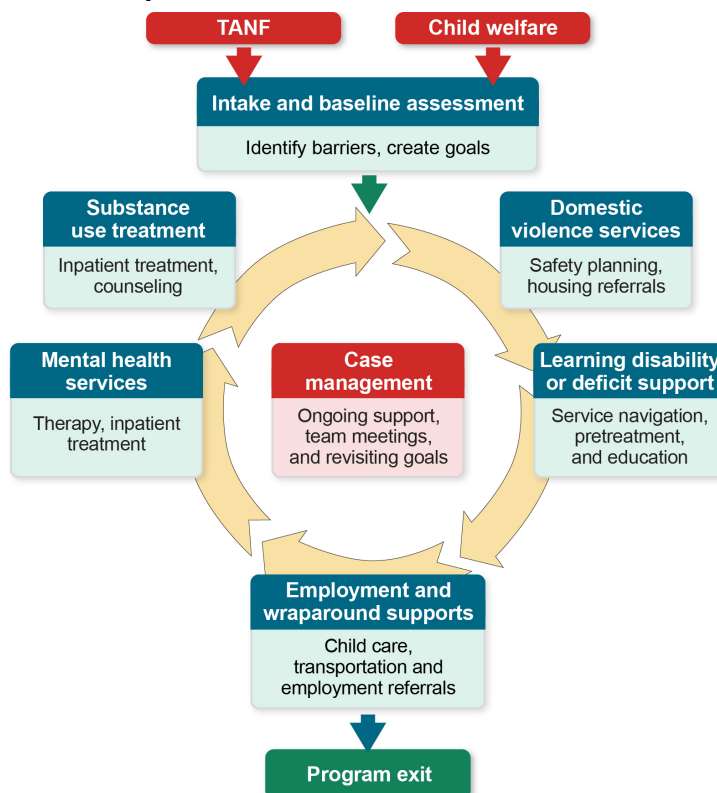 TANF
Child welfare
Intake and baseline assessment
Identify barriers, create goals
Substance
use treatment
Inpatient treatment,
counseling
Domestic
violence services
Safety planning,
housing referrals
Mental health
services
Therapy, inpatient
treatment
Case
management
Ongoing support,
team meetings,
and revisiting goals
Learning disability
or deficit support
Service navigation,
pretreatment,
and education
Employment and
wraparound supports
Child care,
transportation and
employment referrals
Program exit